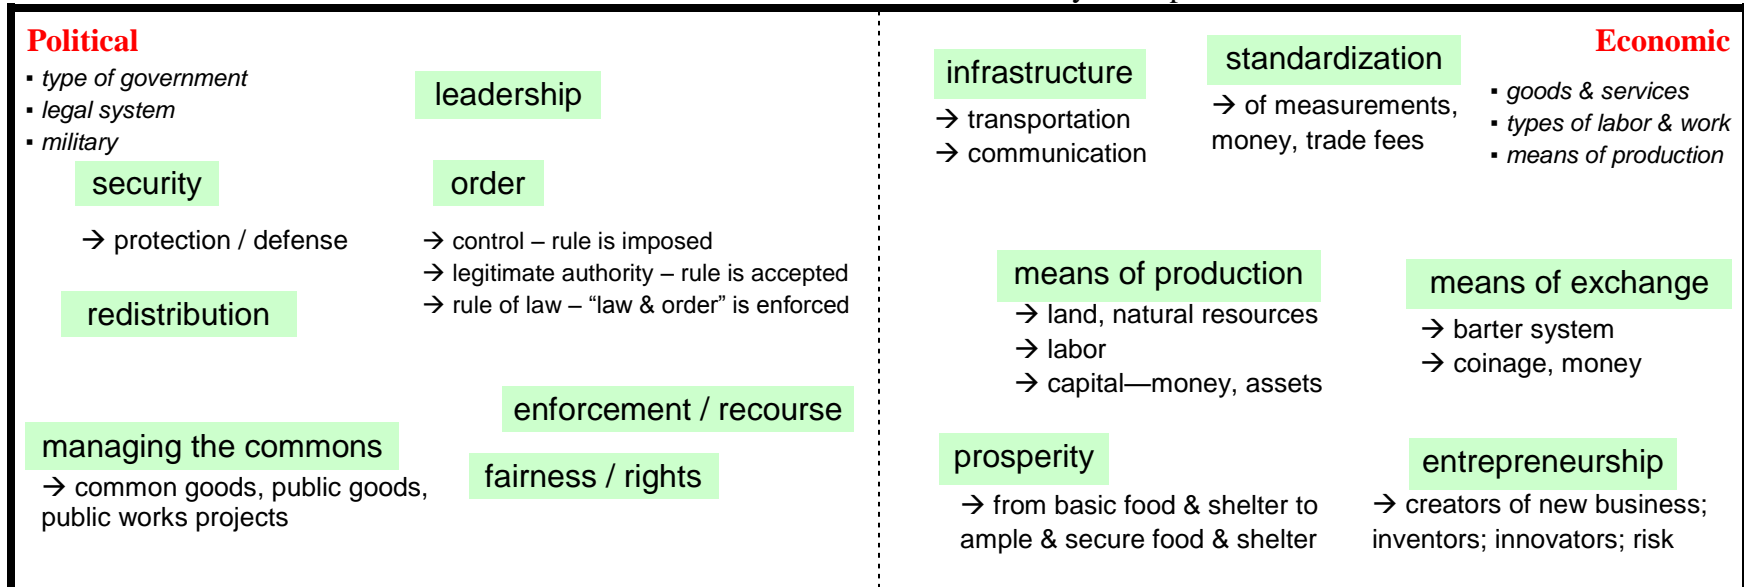 Political
▪ type of government
▪ legal system
▪ military
leadership
security
→ protection / defense
order
→ control – rule is imposed
→ legitimate authority – rule is accepted
→ rule of law – “law & order” is enforced
redistribution
enforcement / recourse
managing the commons
→ common goods, public goods,
public works projects
fairness / rights
Economic
▪ goods & services
▪ types of labor & work
▪ means of production
infrastructure
→ transportation
→ communication
standardization
→ of measurements,
money, trade fees
means of production
→ land, natural resources
→ labor
→ capital—money, assets
means of exchange
→ barter system
→ coinage, money
prosperity
→ from basic food & shelter to
ample & secure food & shelter
entrepreneurship
→ creators of new business;
inventors; innovators; risk